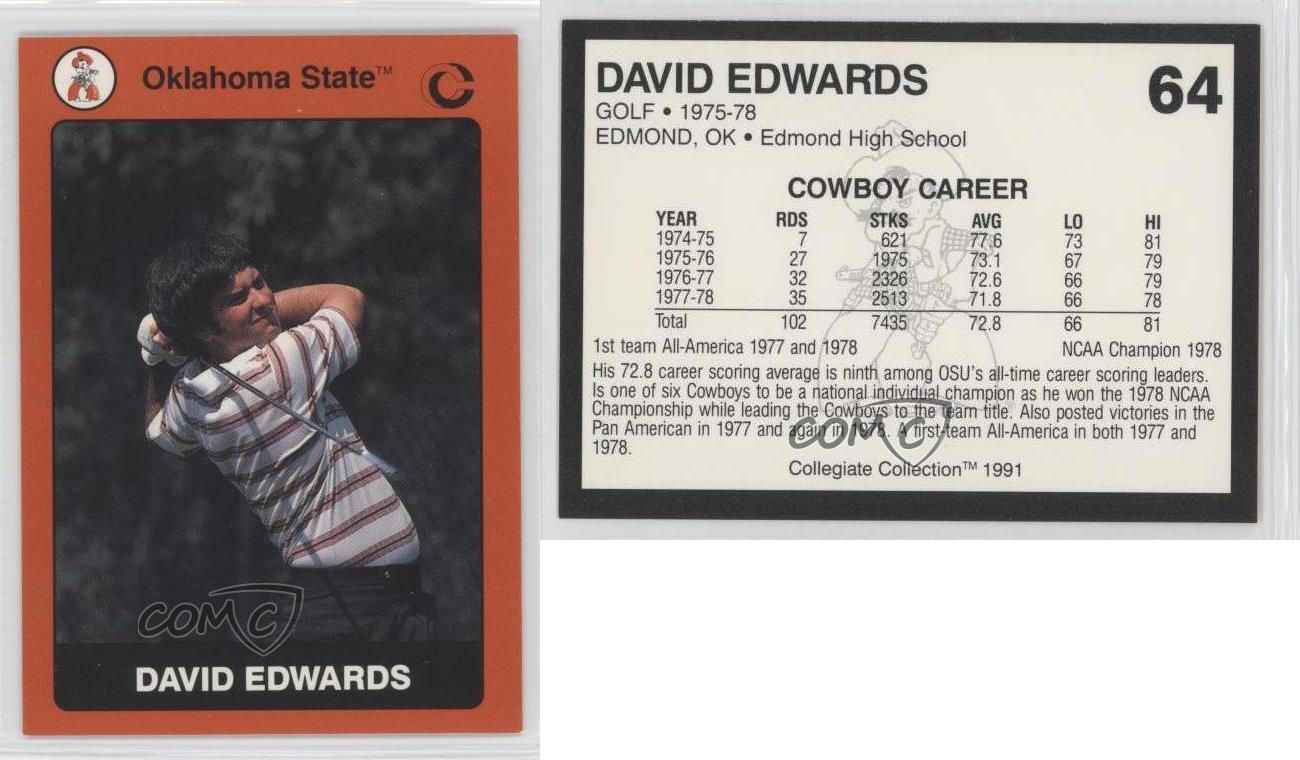 Oklahoma State™
COMC
DAVID EDWARDS
DAVID EDWARDS
64
GOLF • 1975-78
EDMOND, OK • Edmond High School
COWBOY CAREER
YEAR RDS STKS AVG LO HI
1974-75 7 621 77.6 73 81
1975-76 27 1975 73.1 67 79
1976-77 32 2326 72.6 66 79
1977-78 35 2513 71.8 66 78
Total 102 7435 72.8 66 81
1st team All-America 1977 and 1978 NCAA Champion 1978
His 72.8 career scoring average is ninth among OSU's all-time career scoring leaders.
Is one of six Cowboys to be a national individual champion as he won the 1978 NCAA
Championship while leading the Cowboys to the team title. Also posted victories in the
Pan American in 1977 and again in 1978. A first-team All-America in both 1977 and
1978.
COMC
Collegiate Collection™ 1991